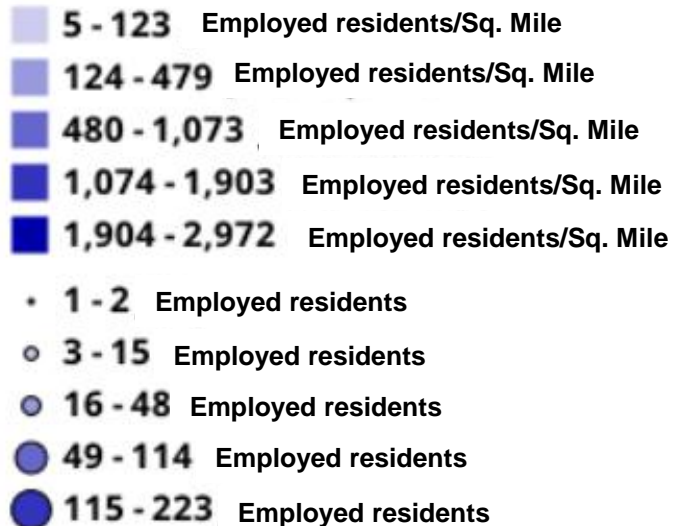 5 - 123 Employed residents/Sq. Mile
124 - 479 Employed residents/Sq. Mile
480 - 1,073 Employed residents/Sq. Mile
1,074 - 1,903 Employed residents/Sq. Mile
1,904 - 2,972 Employed residents/Sq. Mile
1 - 2 Employed residents
3 - 15 Employed residents
16 - 48 Employed residents
49 - 114 Employed residents
115 - 223 Employed residents